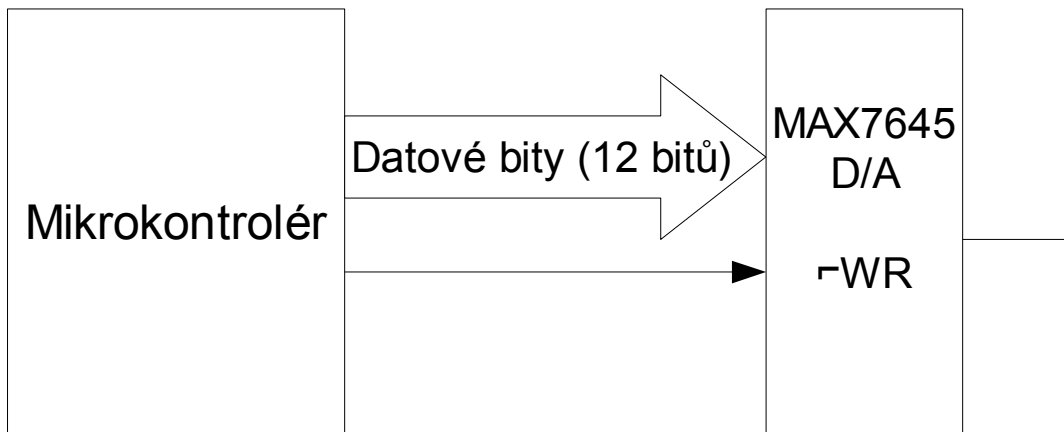 Mikrokontrolér
Datové bity (12 bitů)
MAX7645
D/A
⌐WR